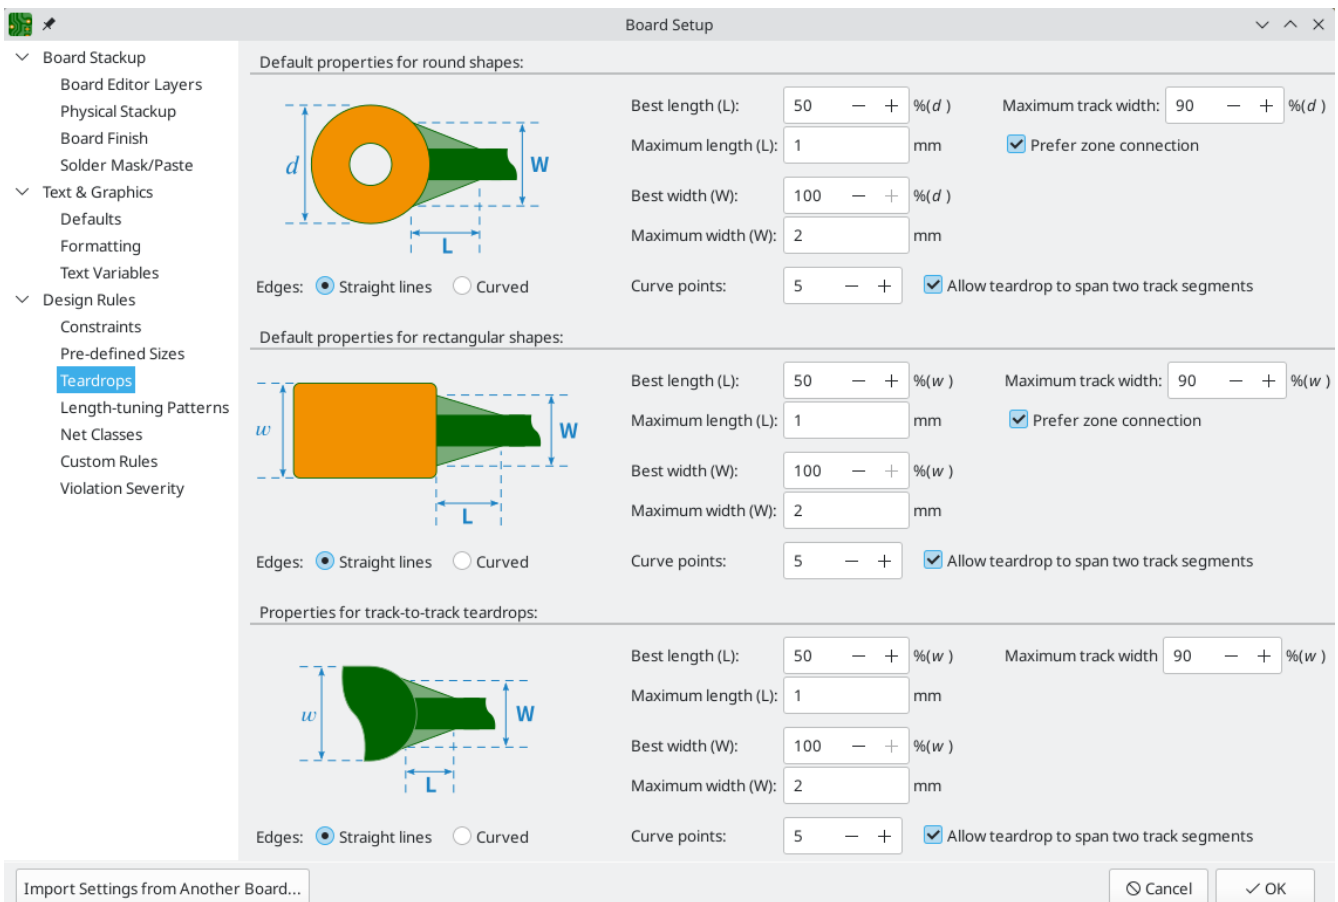 Board Setup
Board Stackup
Board Editor Layers
Physical Stackup
Board Finish
Solder Mask/Paste
Text & Graphics
Defaults
Formatting
Text Variables
Design Rules
Constraints
Pre-defined Sizes
Teardrops
Length-tuning Patterns
Net Classes
Custom Rules
Violation Severity
Default properties for round shapes:
d
W
L
Best length (L): 50 − + %(d )
Maximum track width: 90 − + %(d )
Maximum length (L): 1 mm
Prefer zone connection
Best width (W): 100 − + %(d )
Maximum width (W): 2 mm
Edges: Straight lines Curved
Curve points: 5 − +
Allow teardrop to span two track segments
Default properties for rectangular shapes:
w
W
L
Best length (L): 50 − + %(w )
Maximum track width: 90 − + %(w )
Maximum length (L): 1 mm
Prefer zone connection
Best width (W): 100 − + %(w )
Maximum width (W): 2 mm
Edges: Straight lines Curved
Curve points: 5 − +
Allow teardrop to span two track segments
Properties for track-to-track teardrops:
w
W
L
Best length (L): 50 − + %(w )
Maximum track width 90 − + %(w )
Maximum length (L): 1 mm
Best width (W): 100 − + %(w )
Maximum width (W): 2 mm
Edges: Straight lines Curved
Curve points: 5 − +
Allow teardrop to span two track segments
Import Settings from Another Board...
Cancel
OK